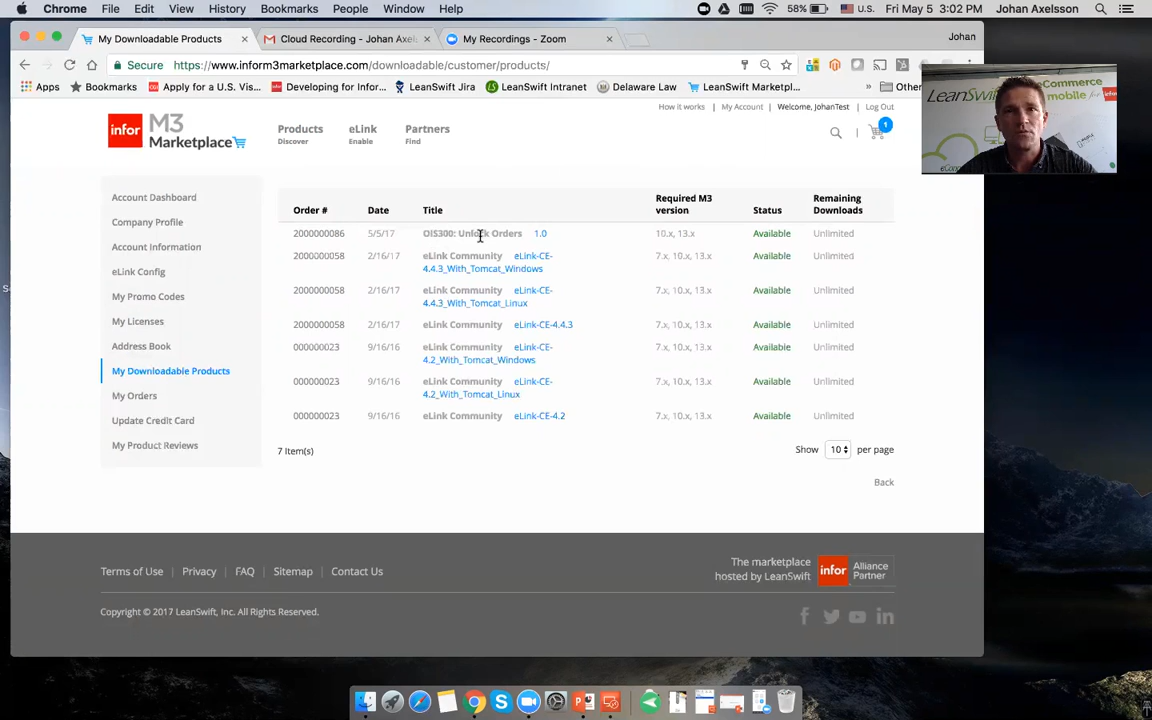 Chrome File Edit View History Bookmarks People Window Help 58% U.S. Fri May 5 3:02 PM Johan Axelsson
My Downloadable Products Cloud Recording - Johan Axel My Recordings - Zoom Johan
Secure https://www.inform3marketplace.com/downloadable/customer/products/
Apps Bookmarks Apply for a U.S. Vis... Developing for Infor... LeanSwift Jira LeanSwift Intranet Delaware Law LeanSwift Marketpl... » Other
How it works My Account Welcome, JohanTest Log Out
infor M3 Marketplace
Products eLink Partners 1
Discover Enable Find
Account Dashboard
Company Profile
Account Information
eLink Config
My Promo Codes
My Licenses
Address Book
My Downloadable Products
My Orders
Update Credit Card
My Product Reviews
Order # Date Title Required M3 version Status Remaining Downloads
2000000086 5/5/17 OIS300: Unlock Orders 1.0 10.x, 13.x Available Unlimited
2000000058 2/16/17 eLink Community eLink-CE- 7.x, 10.x, 13.x Available Unlimited
4.4.3_With_Tomcat_Windows
2000000058 2/16/17 eLink Community eLink-CE- 7.x, 10.x, 13.x Available Unlimited
4.4.3_With_Tomcat_Linux
2000000058 2/16/17 eLink Community eLink-CE-4.4.3 7.x, 10.x, 13.x Available Unlimited
000000023 9/16/16 eLink Community eLink-CE- 7.x, 10.x, 13.x Available Unlimited
4.2_With_Tomcat_Windows
000000023 9/16/16 eLink Community eLink-CE- 7.x, 10.x, 13.x Available Unlimited
4.2_With_Tomcat_Linux
000000023 9/16/16 eLink Community eLink-CE-4.2 7.x, 10.x, 13.x Available Unlimited
7 Item(s) Show 10 per page
Back
Terms of Use | Privacy | FAQ | Sitemap | Contact Us
The marketplace
hosted by LeanSwift
infor Alliance Partner
Copyright © 2017 LeanSwift, Inc. All Rights Reserved.
LeanSwift eCommerce
mobile for